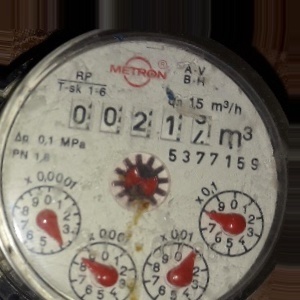 METRON®
RP
T-sk 1-6
A-V
B-H
qn 1,5 m³/h
0 0 2 1 m³
Δq 0,1 MPa
PN 1,6
5377159
x 0,0001
x 0,1
x 0,001
x 0,01